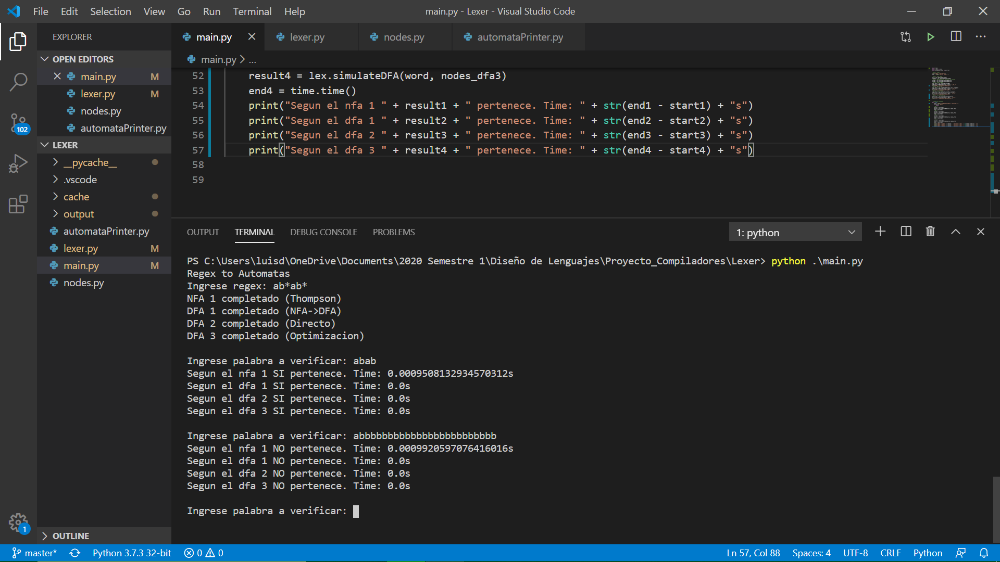 File Edit Selection View Go Run Terminal Help
main.py - Lexer - Visual Studio Code
EXPLORER
OPEN EDITORS
main.py M
lexer.py M
nodes.py
automataPrinter.py
LEXER
__pycache__
.vscode
cache
output
automataPrinter.py
lexer.py M
main.py M
nodes.py
OUTLINE
102
1
main.py lexer.py nodes.py automataPrinter.py
main.py > ...
52 result4 = lex.simulateDFA(word, nodes_dfa3)
53 end4 = time.time()
54 print("Segun el nfa 1 " + result1 + " pertenece. Time: " + str(end1 - start1) + "s")
55 print("Segun el dfa 1 " + result2 + " pertenece. Time: " + str(end2 - start2) + "s")
56 print("Segun el dfa 2 " + result3 + " pertenece. Time: " + str(end3 - start3) + "s")
57 print("Segun el dfa 3 " + result4 + " pertenece. Time: " + str(end4 - start4) + "s")
58
59
OUTPUT TERMINAL DEBUG CONSOLE PROBLEMS
1: python
PS C:\Users\luisd\OneDrive\Documents\2020 Semestre 1\Diseño de Lenguajes\Proyecto_Compiladores\Lexer> python .\main.py
Regex to Automatas
Ingrese regex: ab*ab*
NFA 1 completado (Thompson)
DFA 1 completado (NFA->DFA)
DFA 2 completado (Directo)
DFA 3 completado (Optimizacion)
Ingrese palabra a verificar: abab
Segun el nfa 1 SI pertenece. Time: 0.0009508132934570312s
Segun el dfa 1 SI pertenece. Time: 0.0s
Segun el dfa 2 SI pertenece. Time: 0.0s
Segun el dfa 3 SI pertenece. Time: 0.0s
Ingrese palabra a verificar: abbbbbbbbbbbbbbbbbbbbbbbb
Segun el nfa 1 NO pertenece. Time: 0.0009920597076416016s
Segun el dfa 1 NO pertenece. Time: 0.0s
Segun el dfa 2 NO pertenece. Time: 0.0s
Segun el dfa 3 NO pertenece. Time: 0.0s
Ingrese palabra a verificar:
master* Python 3.7.3 32-bit 0 0 Ln 57, Col 88 Spaces: 4 UTF-8 CRLF Python